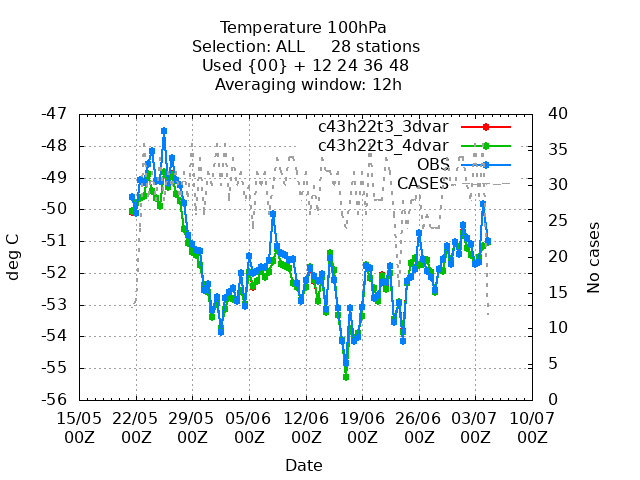 Temperature 100hPa
Selection: ALL     28 stations
Used {00} + 12 24 36 48
Averaging window: 12h
c43h22t3_3dvar
c43h22t3_4dvar
OBS
CASES
-47
-48
-49
-50
-51
-52
-53
-54
-55
-56
deg C
40
35
30
25
20
15
10
5
0
No cases
15/05 22/05 29/05 05/06 12/06 19/06 26/06 03/07 10/07
00Z 00Z 00Z 00Z 00Z 00Z 00Z 00Z 00Z
Date